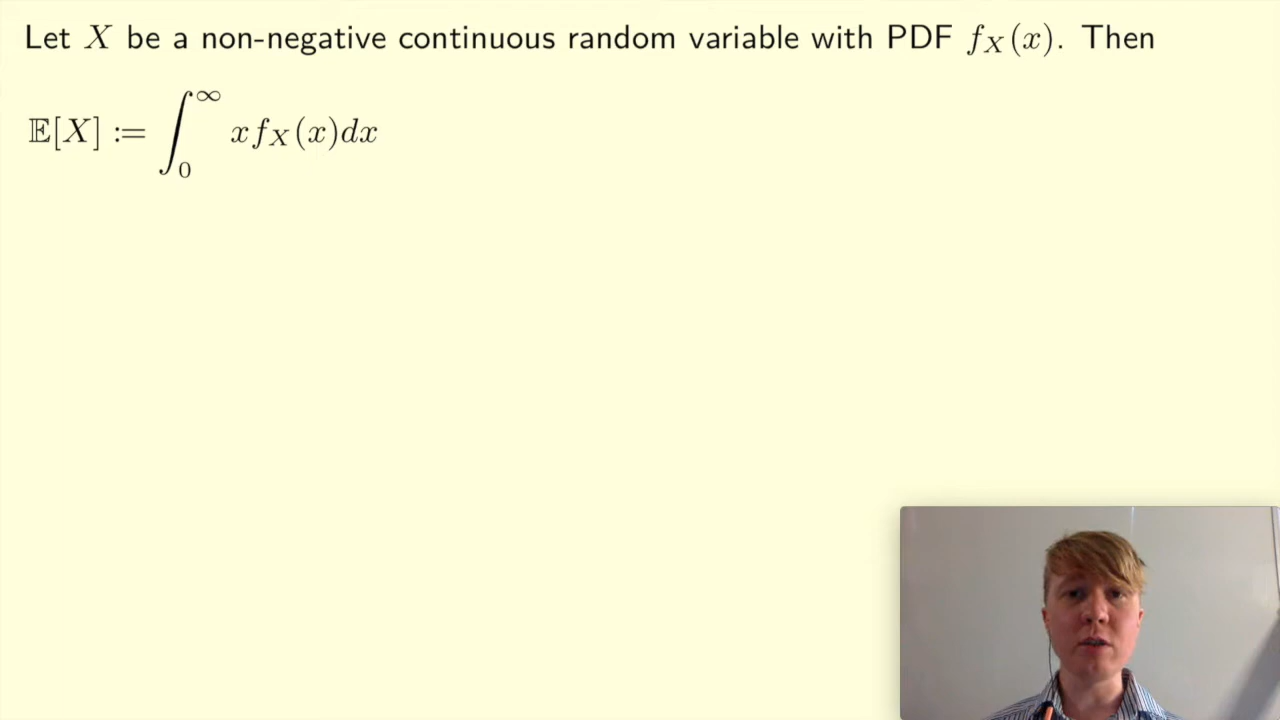 Let X be a non-negative continuous random variable with PDF f_X(x). Then
𝔼[X] := ∫_0^∞ x f_X(x)dx